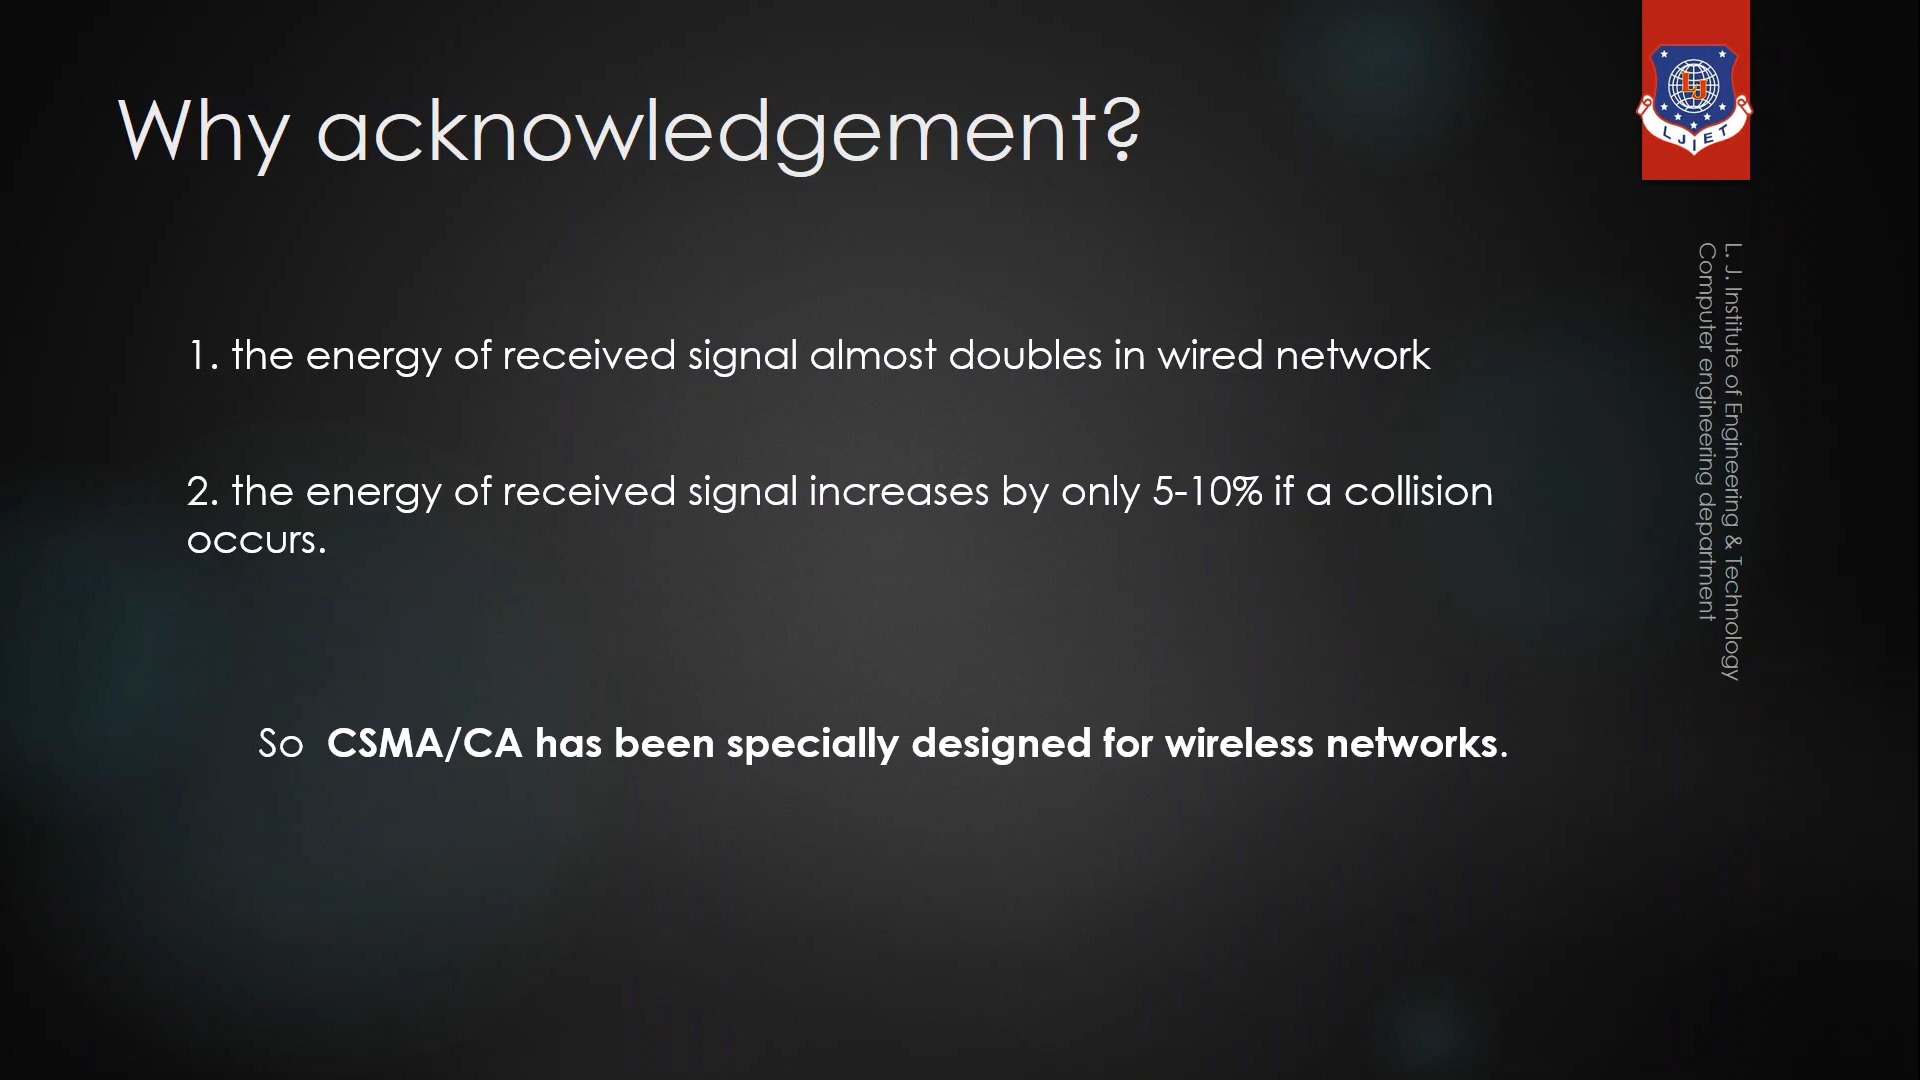 Why acknowledgement?
1. the energy of received signal almost doubles in wired network
2. the energy of received signal increases by only 5-10% if a collision
occurs.
So CSMA/CA has been specially designed for wireless networks.
LJ
LJIET
L. J. Institute of Engineering & Technology
Computer engineering department